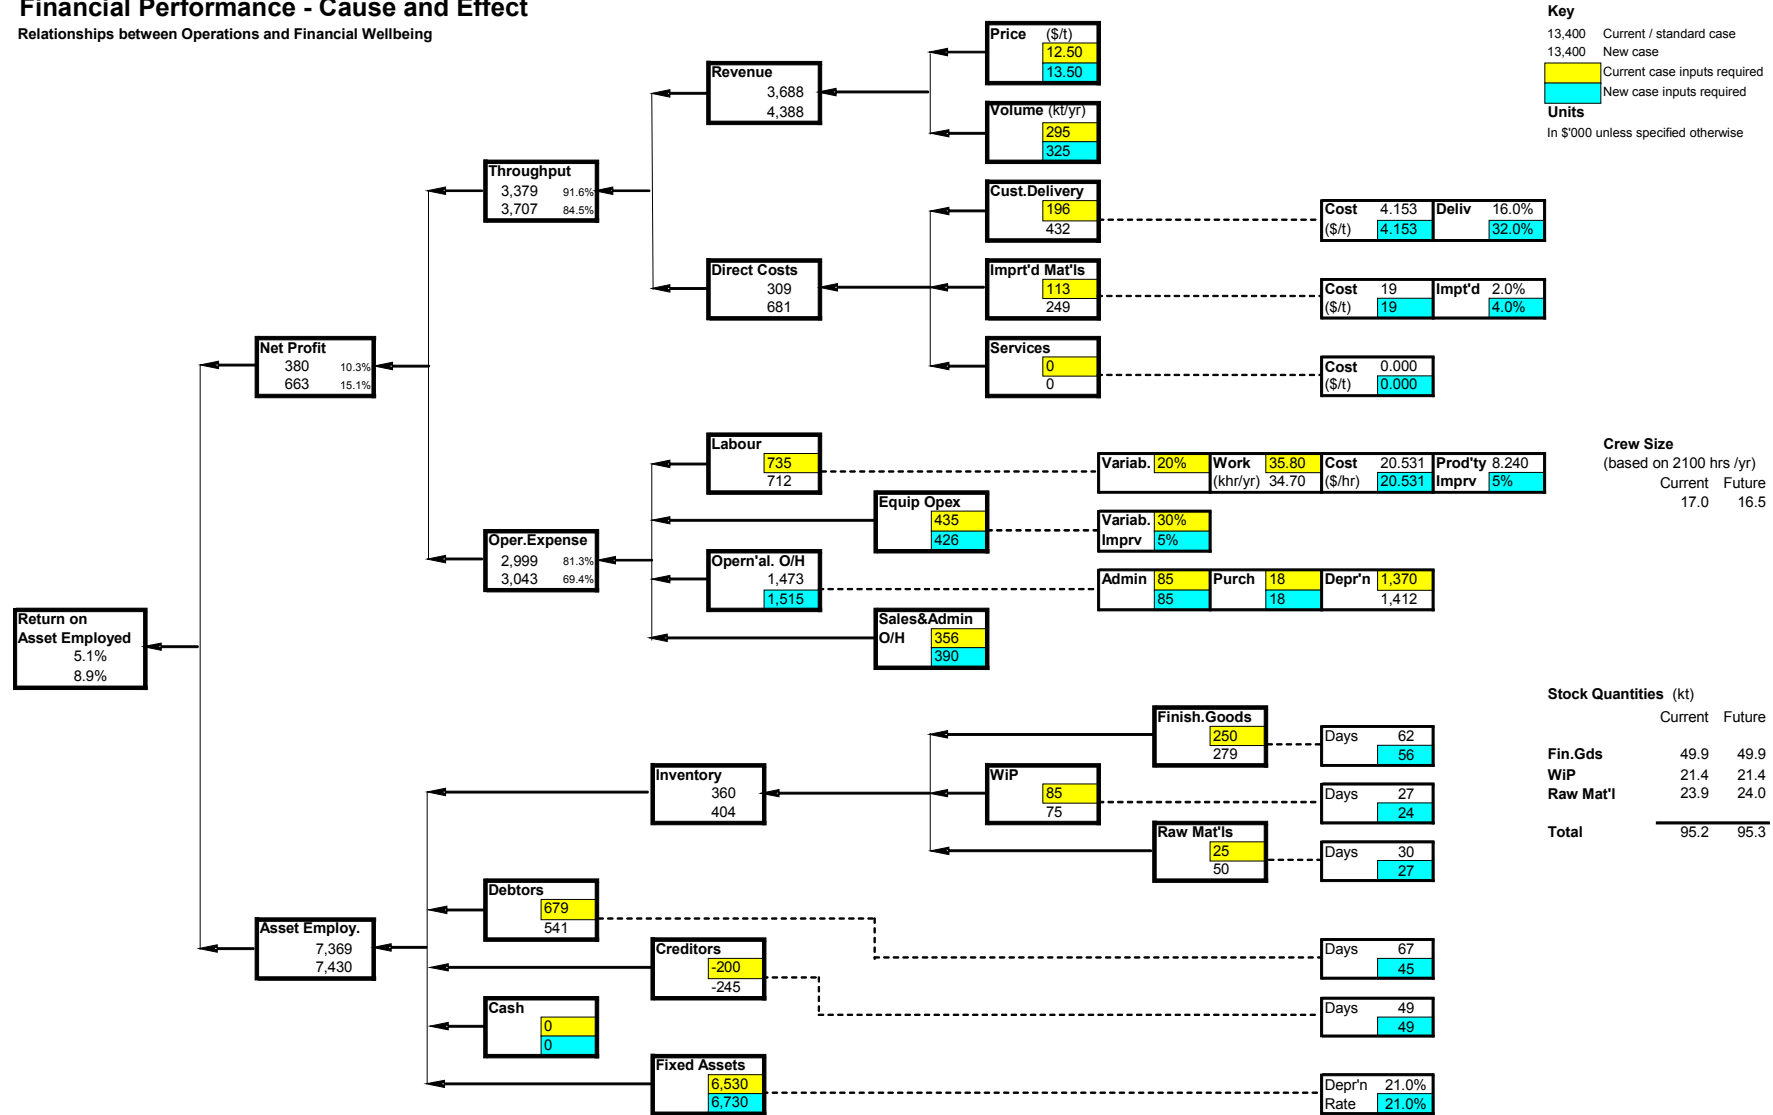 Financial Performance - Cause and Effect
Relationships between Operations and Financial Wellbeing
Key
13,400 Current / standard case
13,400 New case
Current case inputs required
New case inputs required
Units
In $'000 unless specified otherwise
Price ($/t)
12.50
13.50
Revenue
3,688
4,388
Volume (kt/yr)
295
325
Throughput
3,379 91.6%
3,707 84.5%
Cust.Delivery
196
432
Cost 4.153 Deliv 16.0%
($/t) 4.153 32.0%
Direct Costs
309
681
Imprt'd Mat'ls
113
249
Cost 19 Impt'd 2.0%
($/t) 19 4.0%
Net Profit
380 10.3%
663 15.1%
Services
0
0
Cost 0.000
($/t) 0.000
Labour
735
712
Variab. 20% Work 35.80 Cost 20.531 Prod'ty 8.240
(khr/yr) 34.70 ($/hr) 20.531 Imprv 5%
Crew Size
(based on 2100 hrs /yr)
Current Future
17.0 16.5
Equip Opex
435
426
Variab. 30%
Imprv 5%
Oper.Expense
2,999 81.3%
3,043 69.4%
Opern'al. O/H
1,473
1,515
Admin 85 Purch 18 Depr'n 1,370
85 18 1,412
Return on
Asset Employed
5.1%
8.9%
Sales&Admin
O/H 356
390
Stock Quantities (kt)
Current Future
Fin.Gds 49.9 49.9
WiP 21.4 21.4
Raw Mat'l 23.9 24.0
Total 95.2 95.3
Finish.Goods
250
279
Days 62
56
Inventory
360
404
WiP
85
75
Days 27
24
Raw Mat'ls
25
50
Days 30
27
Debtors
679
541
Days 67
45
Asset Employ.
7,369
7,430
Creditors
-200
-245
Days 49
49
Cash
0
0
Fixed Assets
6,530
6,730
Depr'n 21.0%
Rate 21.0%